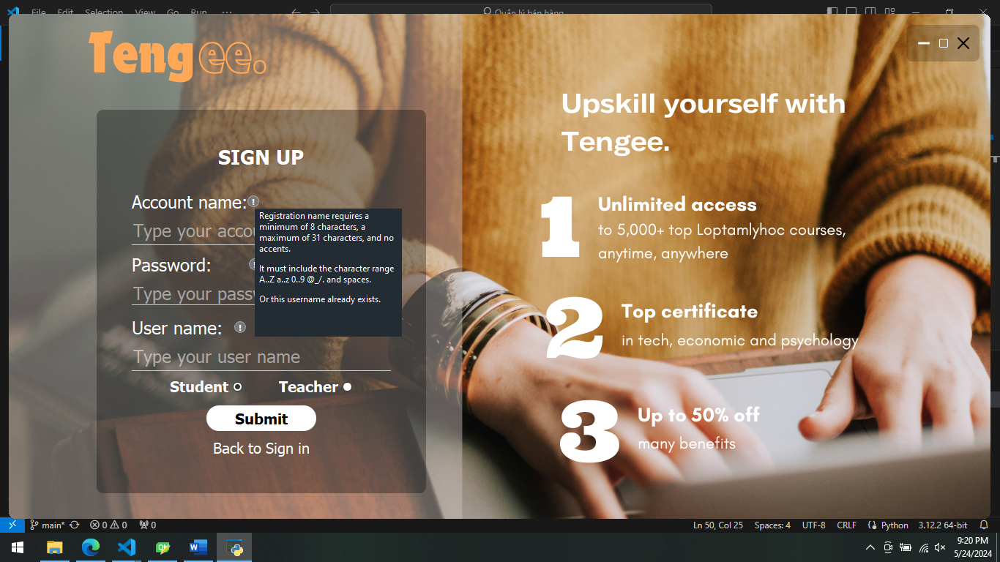 File Edit Selection View Go Run ...
Quản lý bán hàng
Tengee.
SIGN UP
Account name:
Registration name requires a
minimum of 8 characters, a
maximum of 31 characters, and no
accents.
It must include the character range
A..Z a..z 0..9 @_/. and spaces.
Or this username already exists.
Type your
Password:
Type your
User name:
Type your user name
Student
Teacher
Submit
Back to Sign in
Upskill yourself with
Tengee.
1
Unlimited access
to 5,000+ top Loptamlyhoc courses,
anytime, anywhere
2
Top certificate
in tech, economic and psychology
3
Up to 50% off
many benefits
main* 0 0 0
Ln 50, Col 25 Spaces: 4 UTF-8 CRLF Python 3.12.2 64-bit
9:20 PM
5/24/2024